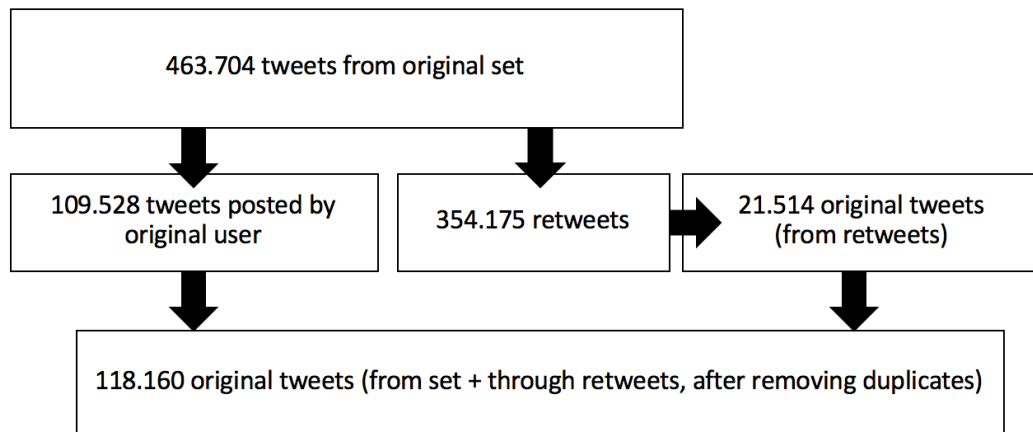 463.704 tweets from original set
109.528 tweets posted by
original user
354.175 retweets
21.514 original tweets
(from retweets)
118.160 original tweets (from set + through retweets, after removing duplicates)